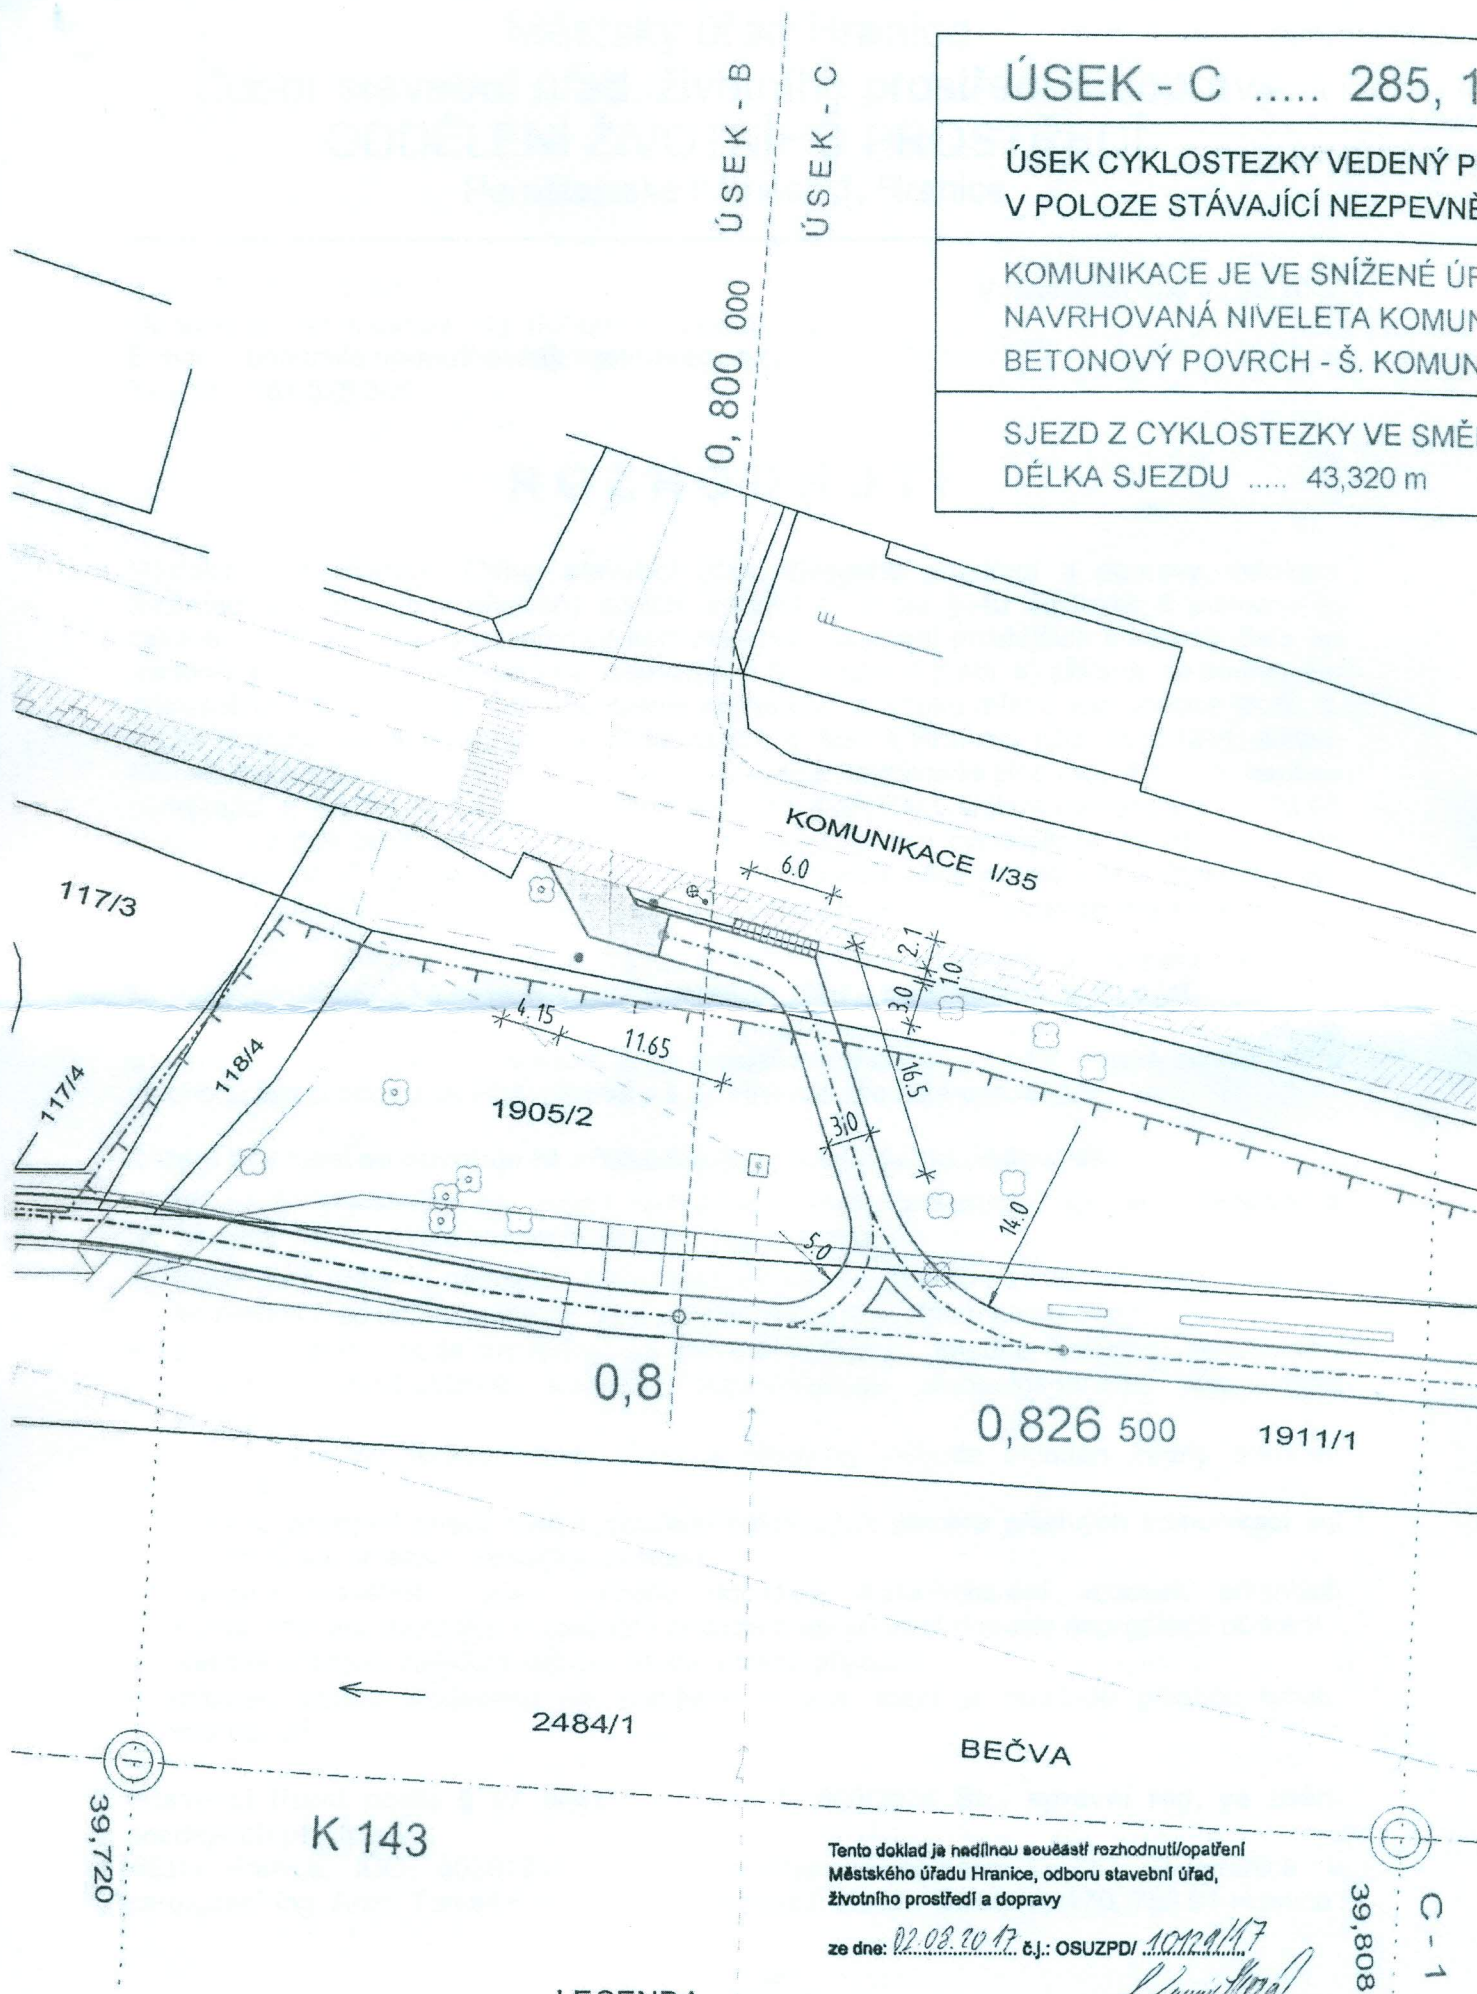 ÚSEK - B
ÚSEK - C
0, 800 000
ÚSEK - C ..... 285, 1
ÚSEK CYKLOSTEZKY VEDENÝ P
V POLOZE STÁVAJÍCÍ NEZPEVNĚ
KOMUNIKACE JE VE SNÍŽENÉ ÚR
NAVRHOVANÁ NIVELETA KOMUN
BETONOVÝ POVRCH - Š. KOMUN
SJEZD Z CYKLOSTEZKY VE SMĚ
DÉLKA SJEZDU ..... 43,320 m
KOMUNIKACE I/35
6.0
117/3
2.1
1.0
3.0
4.15
11.65
16.5
118/4
117/4
1905/2
3.0
14.0
5.0
0,8
0,826 500
1911/1
2484/1
BEČVA
39,720
K 143
Tento doklad je nedílnou součástí rozhodnutí/opatření
Městského úřadu Hranice, odboru stavební úřad,
životního prostředí a dopravy
ze dne: 02.08.2017 č.j.: OSUZPD/ 10129/17
39,808
C - 1
LEGENDA